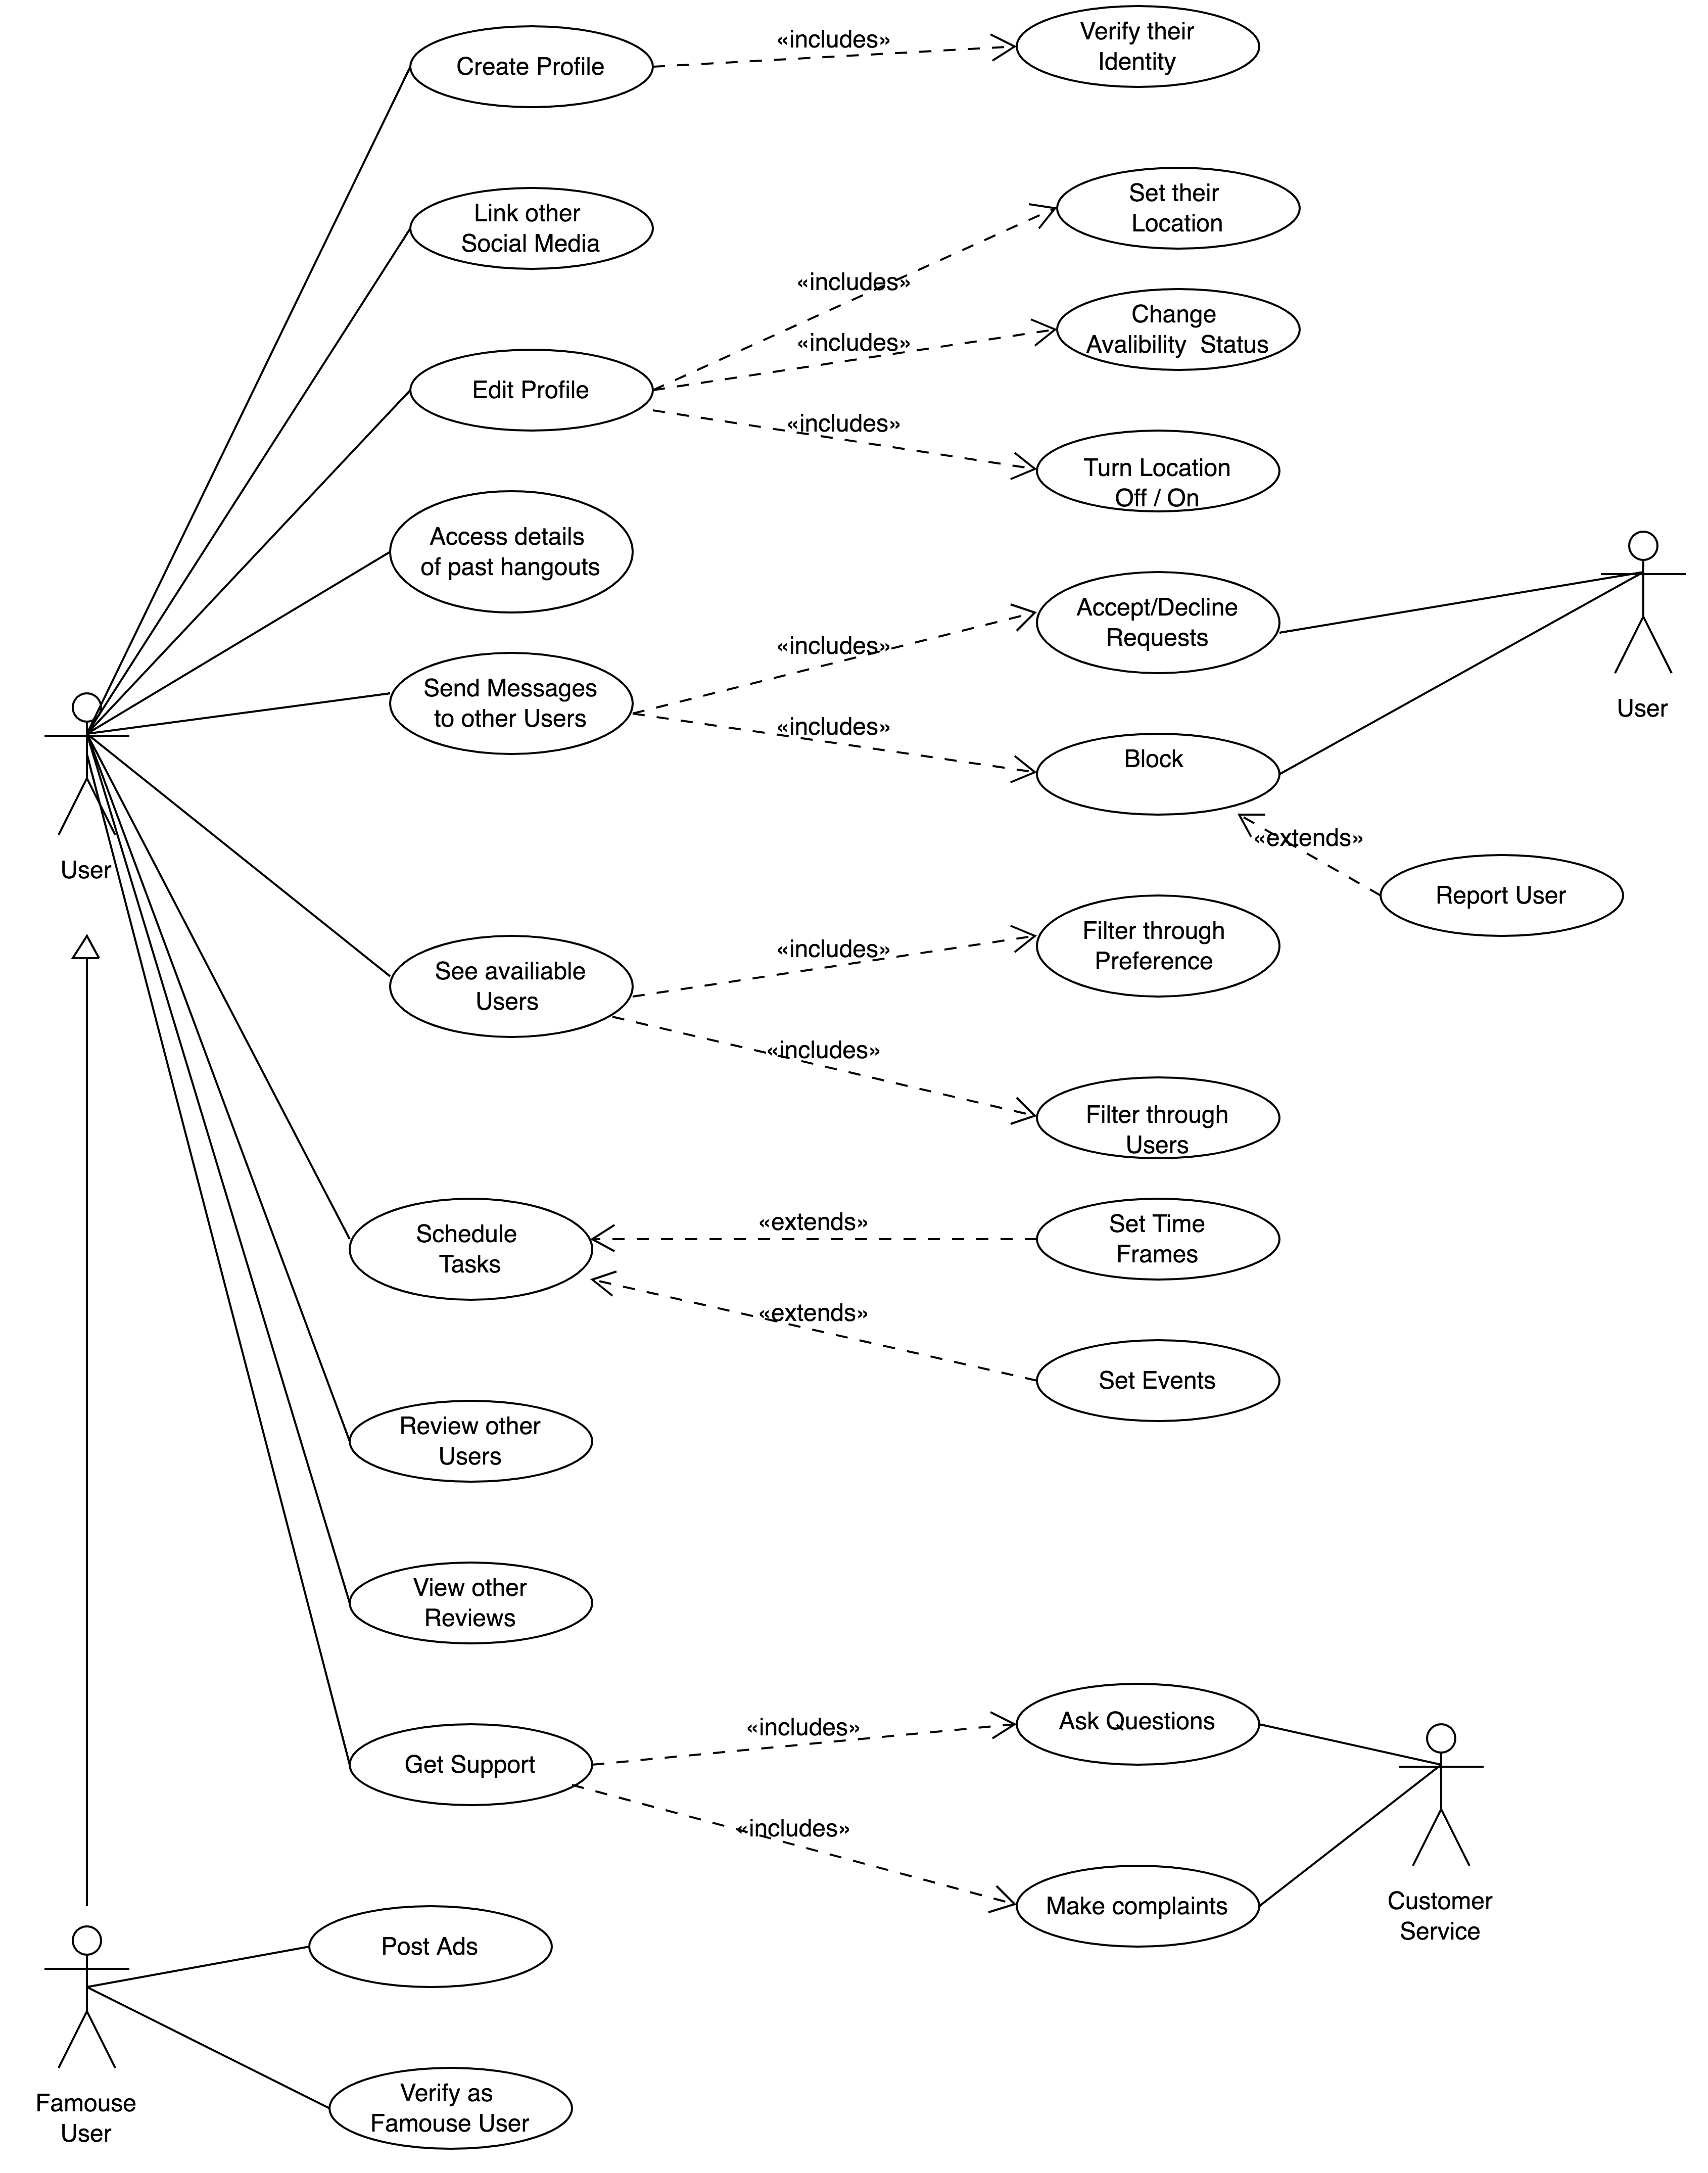 Create Profile
«includes»
Verify their
Identity
Link other
Social Media
Set their
Location
«includes»
Change
Avalibility  Status
«includes»
Edit Profile
«includes»
Turn Location
Off / On
Access details
of past hangouts
Accept/Decline
Requests
«includes»
Send Messages
to other Users
User
«includes»
Block
«extends»
User
Report User
Filter through
Preference
«includes»
See availiable
Users
«includes»
Filter through
Users
Schedule
Tasks
«extends»
Set Time
Frames
«extends»
Set Events
Review other
Users
View other
Reviews
Ask Questions
«includes»
Get Support
«includes»
Make complaints
Customer
Service
Post Ads
Famouse
User
Verify as
Famouse User